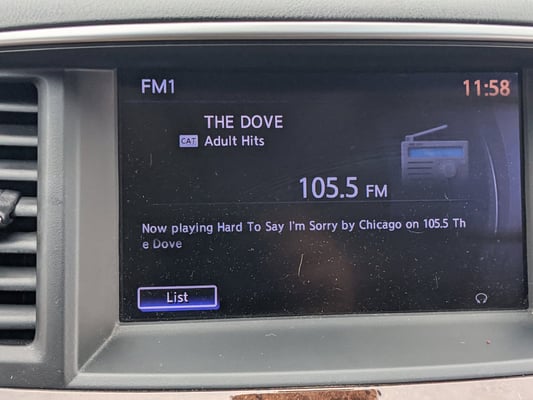 FM1 11:58
THE DOVE
CAT Adult Hits
105.5 FM
Now playing Hard To Say I'm Sorry by Chicago on 105.5 Th
e Dove
List